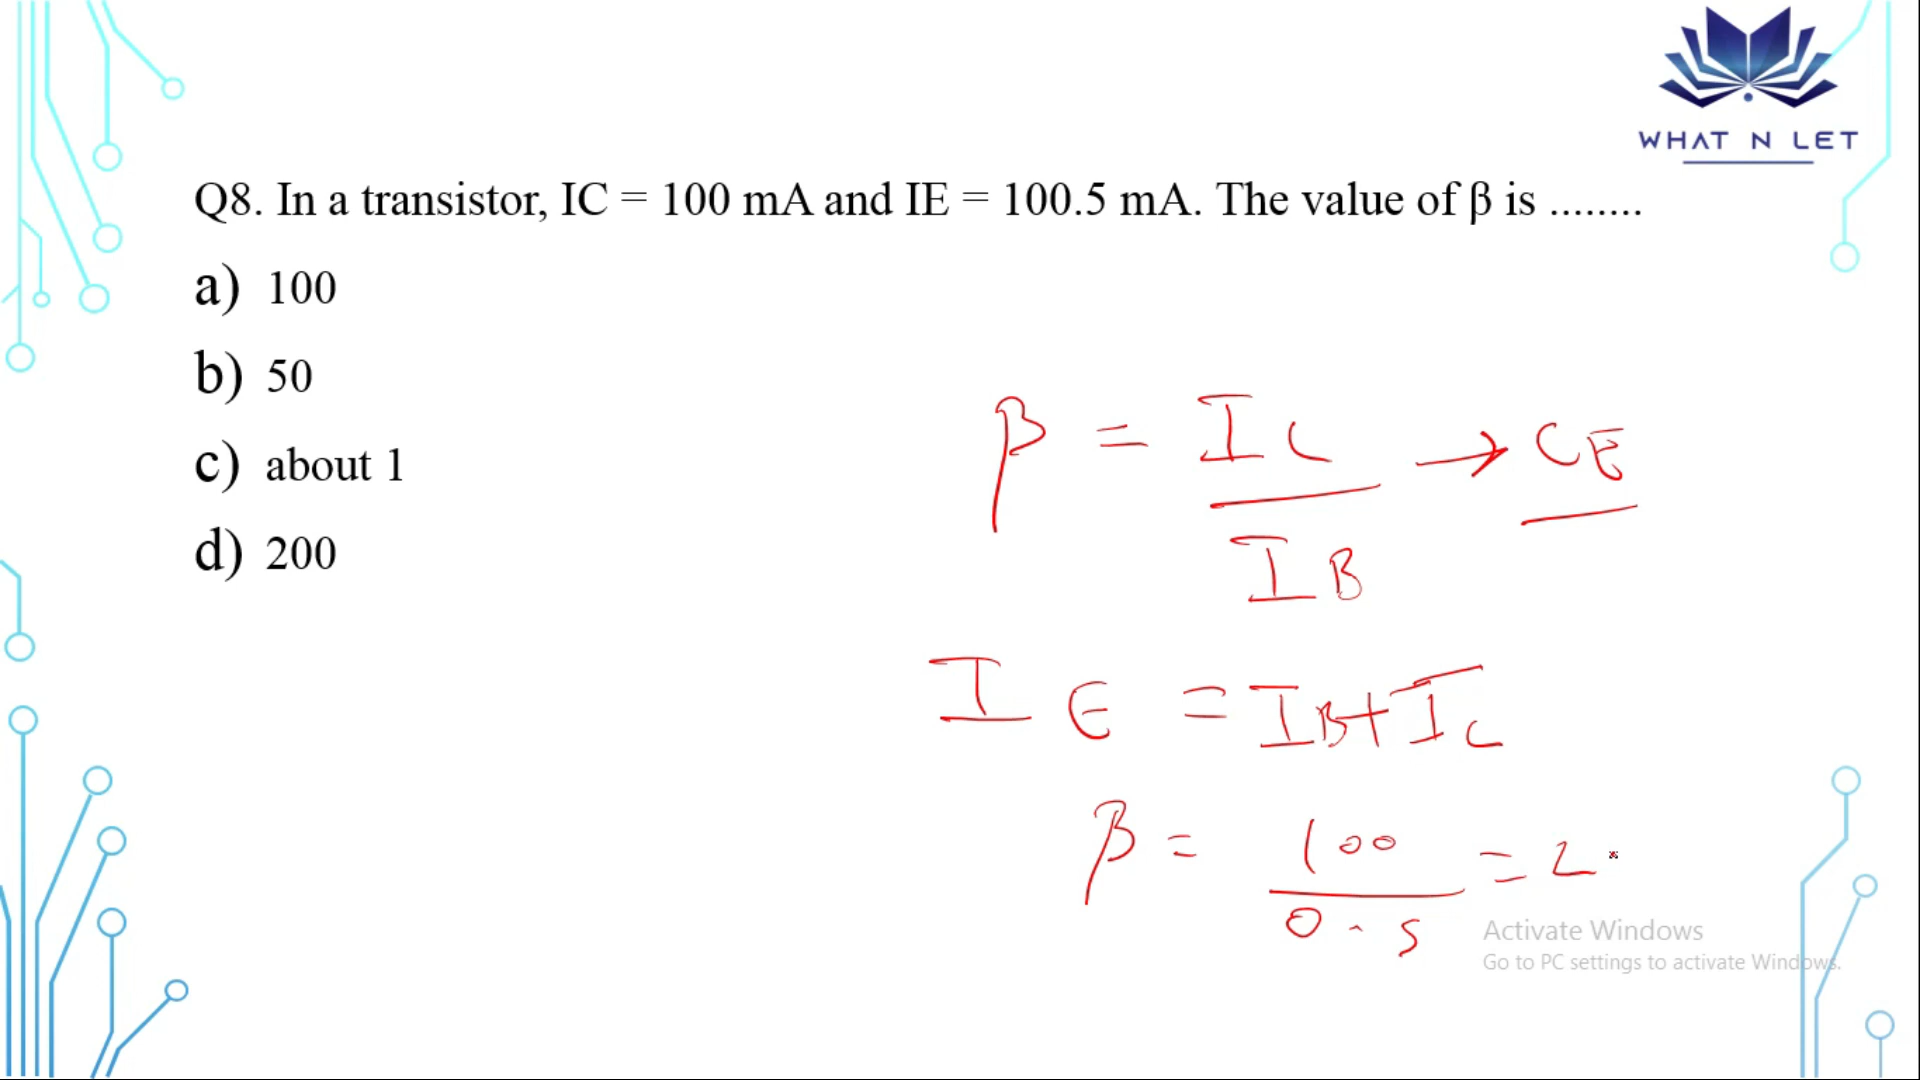 WHAT N LET
Q8. In a transistor, IC = 100 mA and IE = 100.5 mA. The value of β is ........
a) 100
b) 50
c) about 1
d) 200
β = IC / IB → CE
IE = IB + IC
β = 100 / 0.5 = 2
Activate Windows
Go to PC settings to activate Windows.